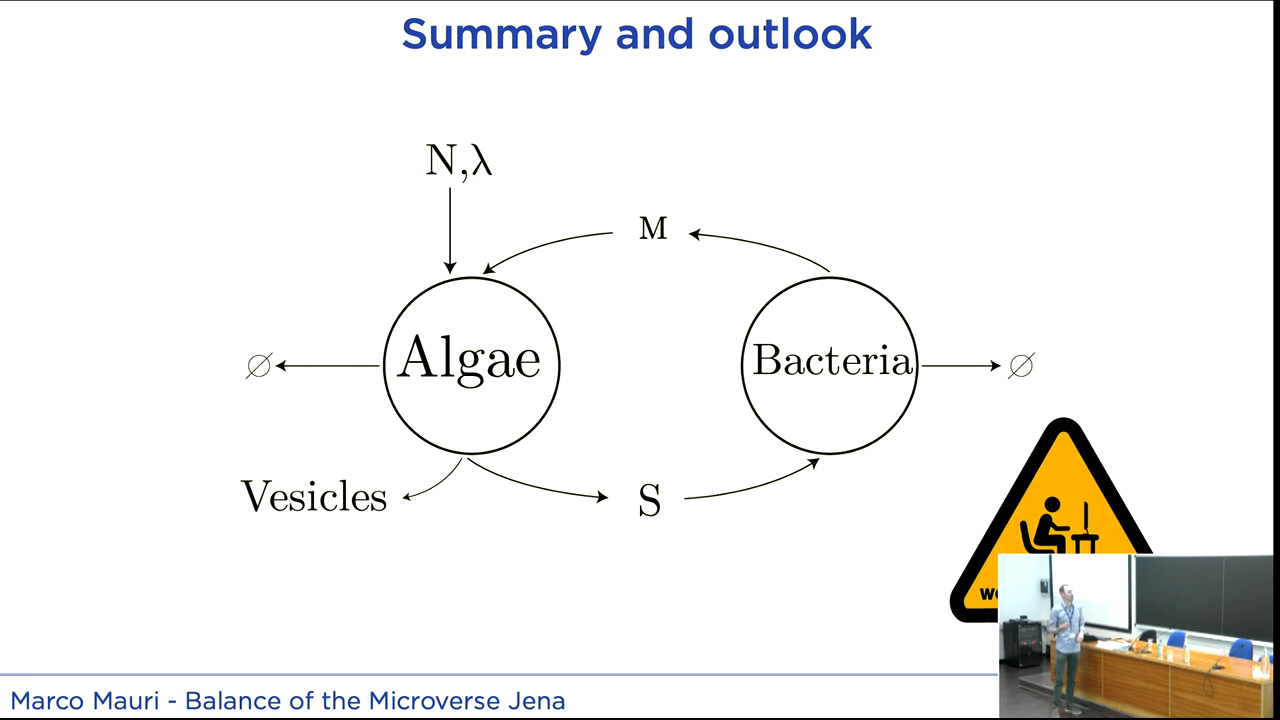 Summary and outlook
N,λ
M
∅
Algae
Bacteria
∅
Vesicles
S
Marco Mauri - Balance of the Microverse Jena